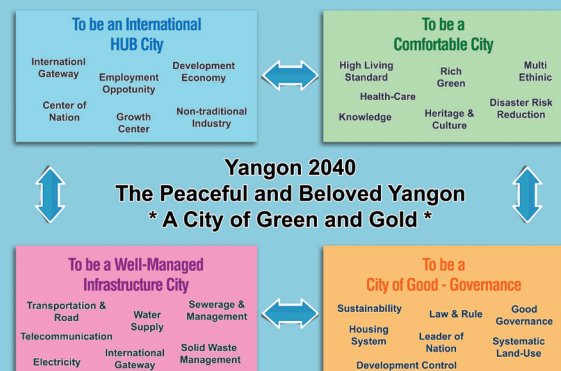 To be an International
HUB City
Internationl
Gateway
Employment
Oppotunity
Development
Economy
Center of
Nation
Growth
Center
Non-traditional
Industry
To be a
Comfortable City
High Living
Standard
Rich
Green
Multi
Ethinic
Health-Care
Knowledge
Heritage &
Culture
Disaster Risk
Reduction
Yangon 2040
The Peaceful and Beloved Yangon
* A City of Green and Gold *
To be a Well-Managed
Infrastructure City
Transportation &
Road
Water
Supply
Sewerage &
Management
Telecommunication
Electricity
International
Gateway
Solid Waste
Management
To be a
City of Good - Governance
Sustainability
Law & Rule
Good
Governance
Housing
System
Leader of
Nation
Systematic
Land-Use
Development Control